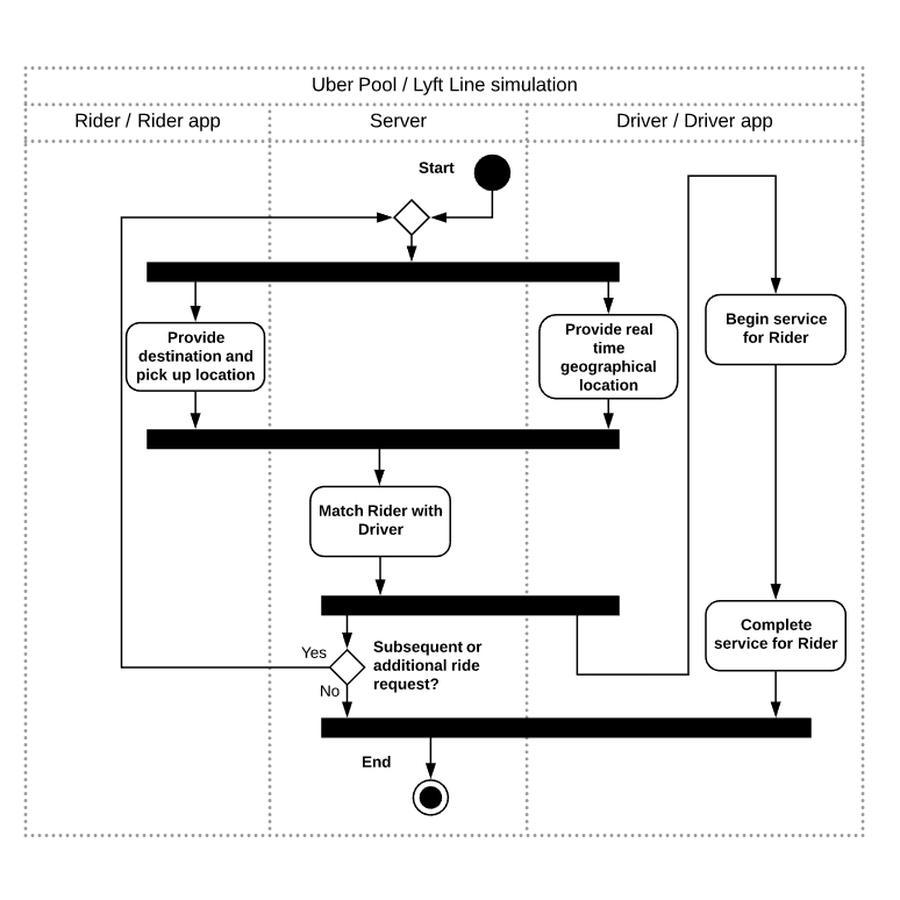 Uber Pool / Lyft Line simulation
Rider / Rider app
Server
Driver / Driver app
Start
Provide
destination and
pick up location
Provide real
time
geographical
location
Begin service
for Rider
Match Rider with
Driver
Yes
Subsequent or
additional ride
request?
No
Complete
service for Rider
End